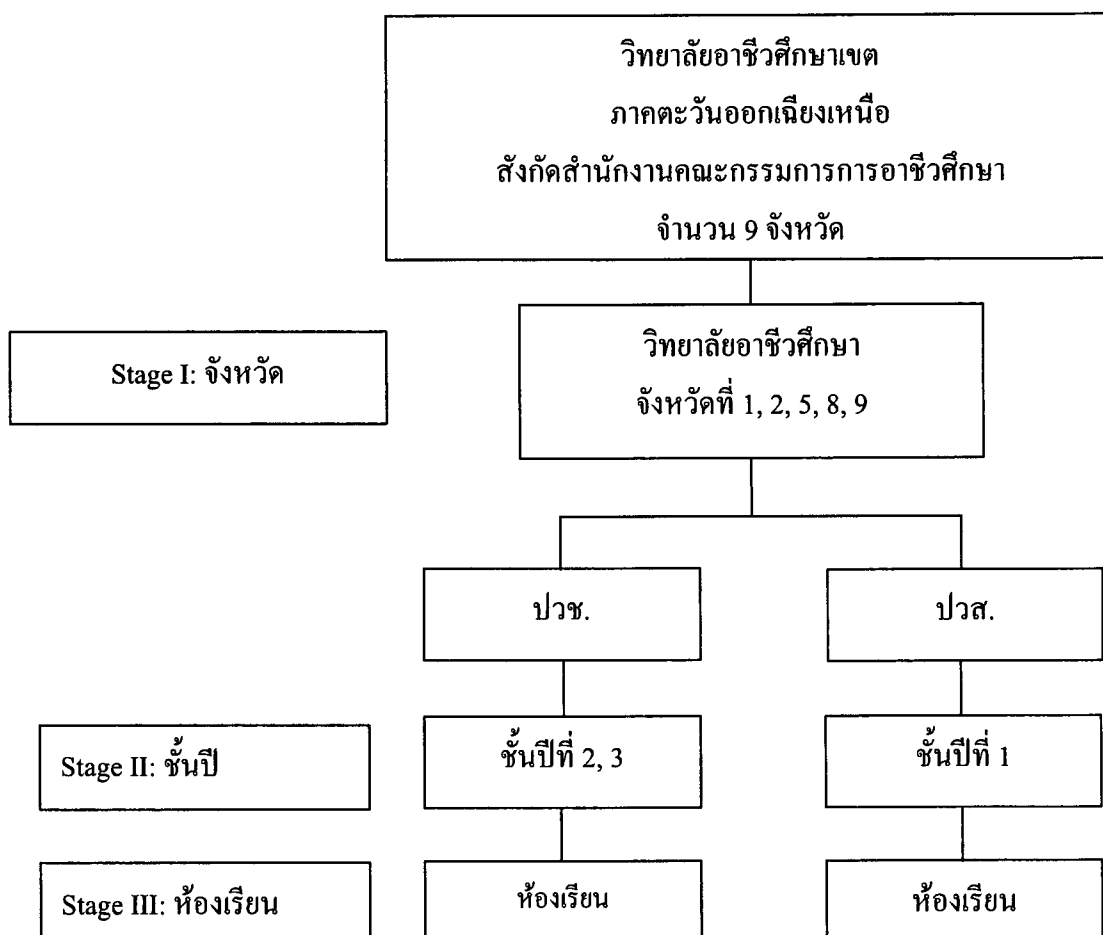 วิทยาลัยอาชีวศึกษาเขต
ภาคตะวันออกเฉียงเหนือ
สังกัดสำนักงานคณะกรรมการการอาชีวศึกษา
จำนวน 9 จังหวัด
Stage I: จังหวัด
วิทยาลัยอาชีวศึกษา
จังหวัดที่ 1, 2, 5, 8, 9
ปวช.
ปวส.
Stage II: ชั้นปี
ชั้นปีที่ 2, 3
ชั้นปีที่ 1
Stage III: ห้องเรียน
ห้องเรียน
ห้องเรียน